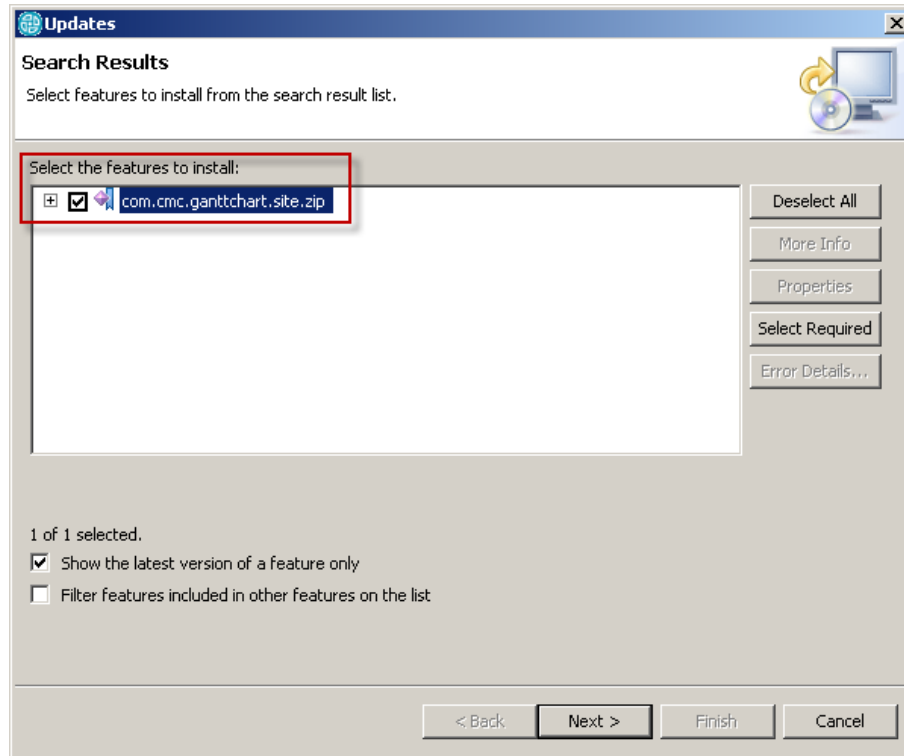 Updates
Search Results
Select features to install from the search result list.
Select the features to install:
com.cmc.ganttchart.site.zip
Deselect All
More Info
Properties
Select Required
Error Details...
1 of 1 selected.
Show the latest version of a feature only
Filter features included in other features on the list
< Back
Next >
Finish
Cancel